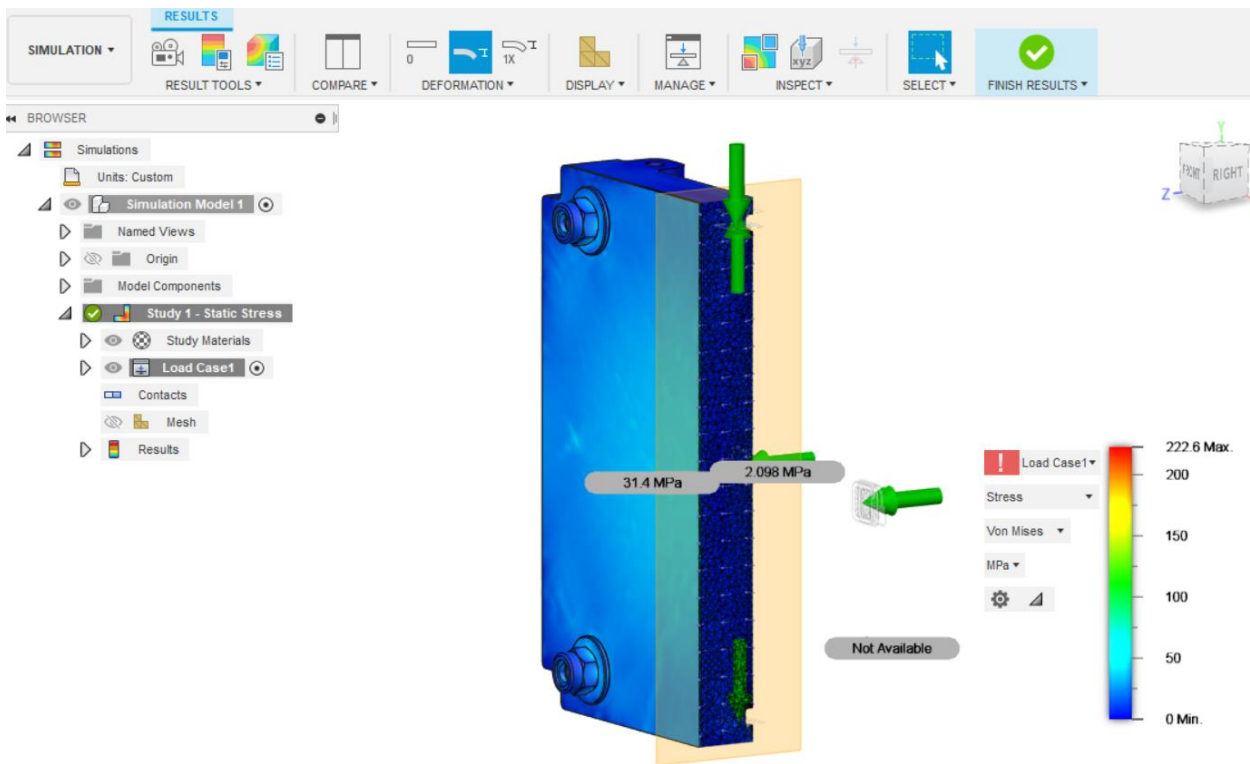 RESULTS
SIMULATION
0
1X
xyz
RESULT TOOLS
COMPARE
DEFORMATION
DISPLAY
MANAGE
INSPECT
SELECT
FINISH RESULTS
BROWSER
Simulations
Units: Custom
Simulation Model 1
Named Views
Origin
Model Components
Study 1 - Static Stress
Study Materials
Load Case1
Contacts
Mesh
Results
Y
FRONT
RIGHT
Z
31.4 MPa
2.098 MPa
Not Available
! Load Case1
Stress
Von Mises
MPa
222.6 Max.
200
150
100
50
0 Min.